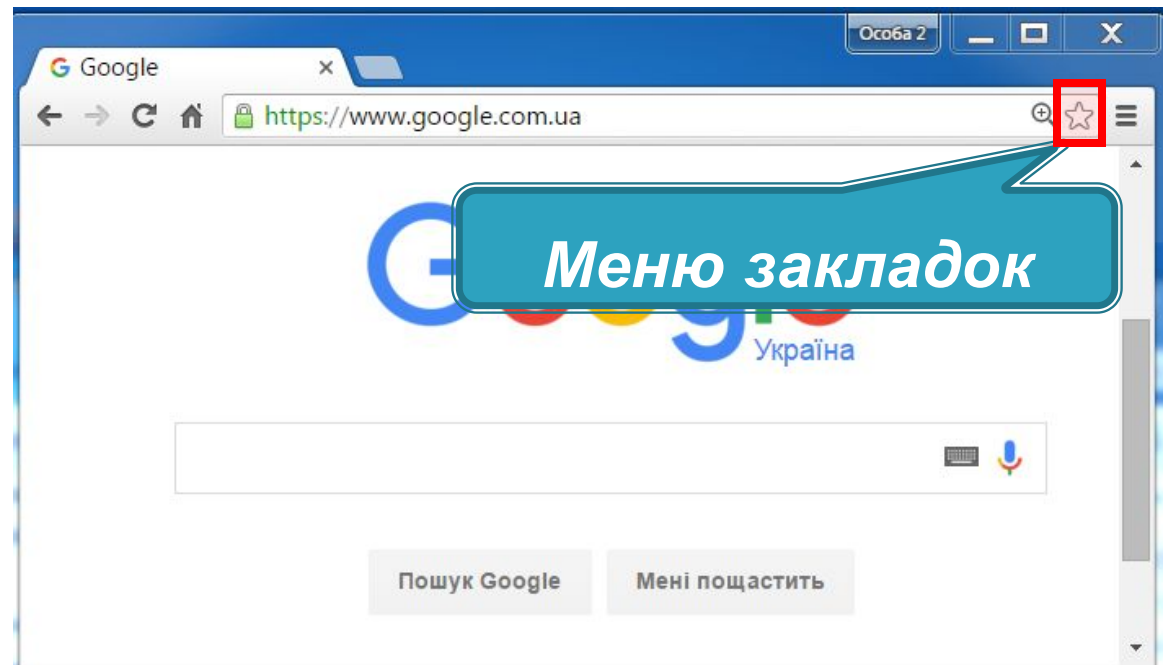 Особа 2
Google
https://www.google.com.ua
Меню закладок
Україна
Пошук Google
Мені пощастить